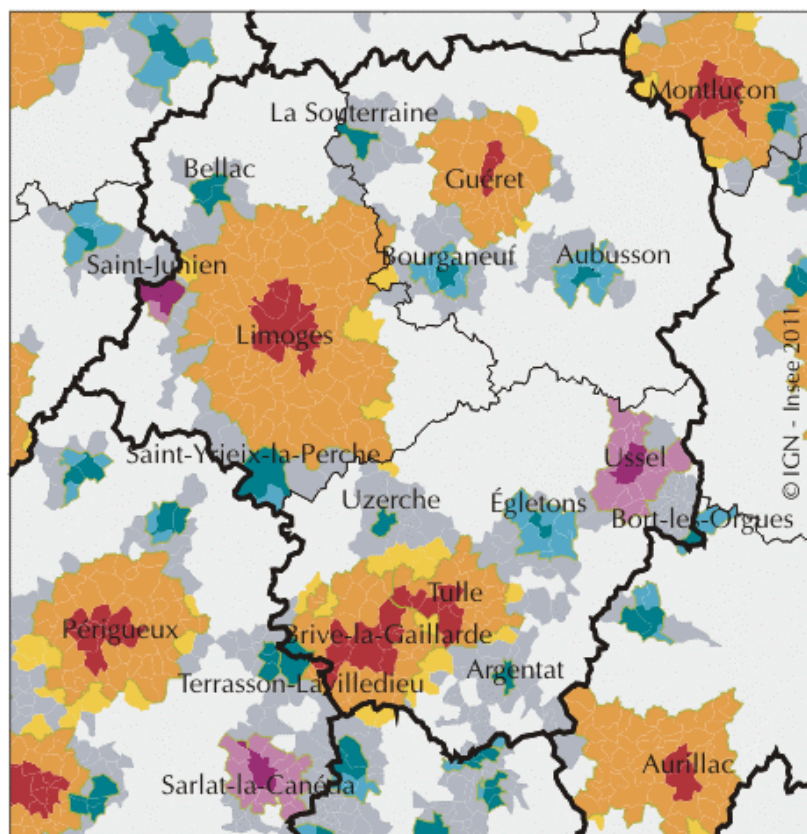 Montluçon
La Souterraine
Bellac
Guéret
Bourganeuf
Aubusson
Saint-Junien
Limoges
© IGN - Insee 2011
Saint-Yrieix-la-Perche
Ussel
Uzerche
Égletons
Bort-les-Orgues
Tulle
Périgueux
Brive-la-Gaillarde
Argentat
Terrasson-Lavilledieu
Aurillac
Sarlat-la-Canéda